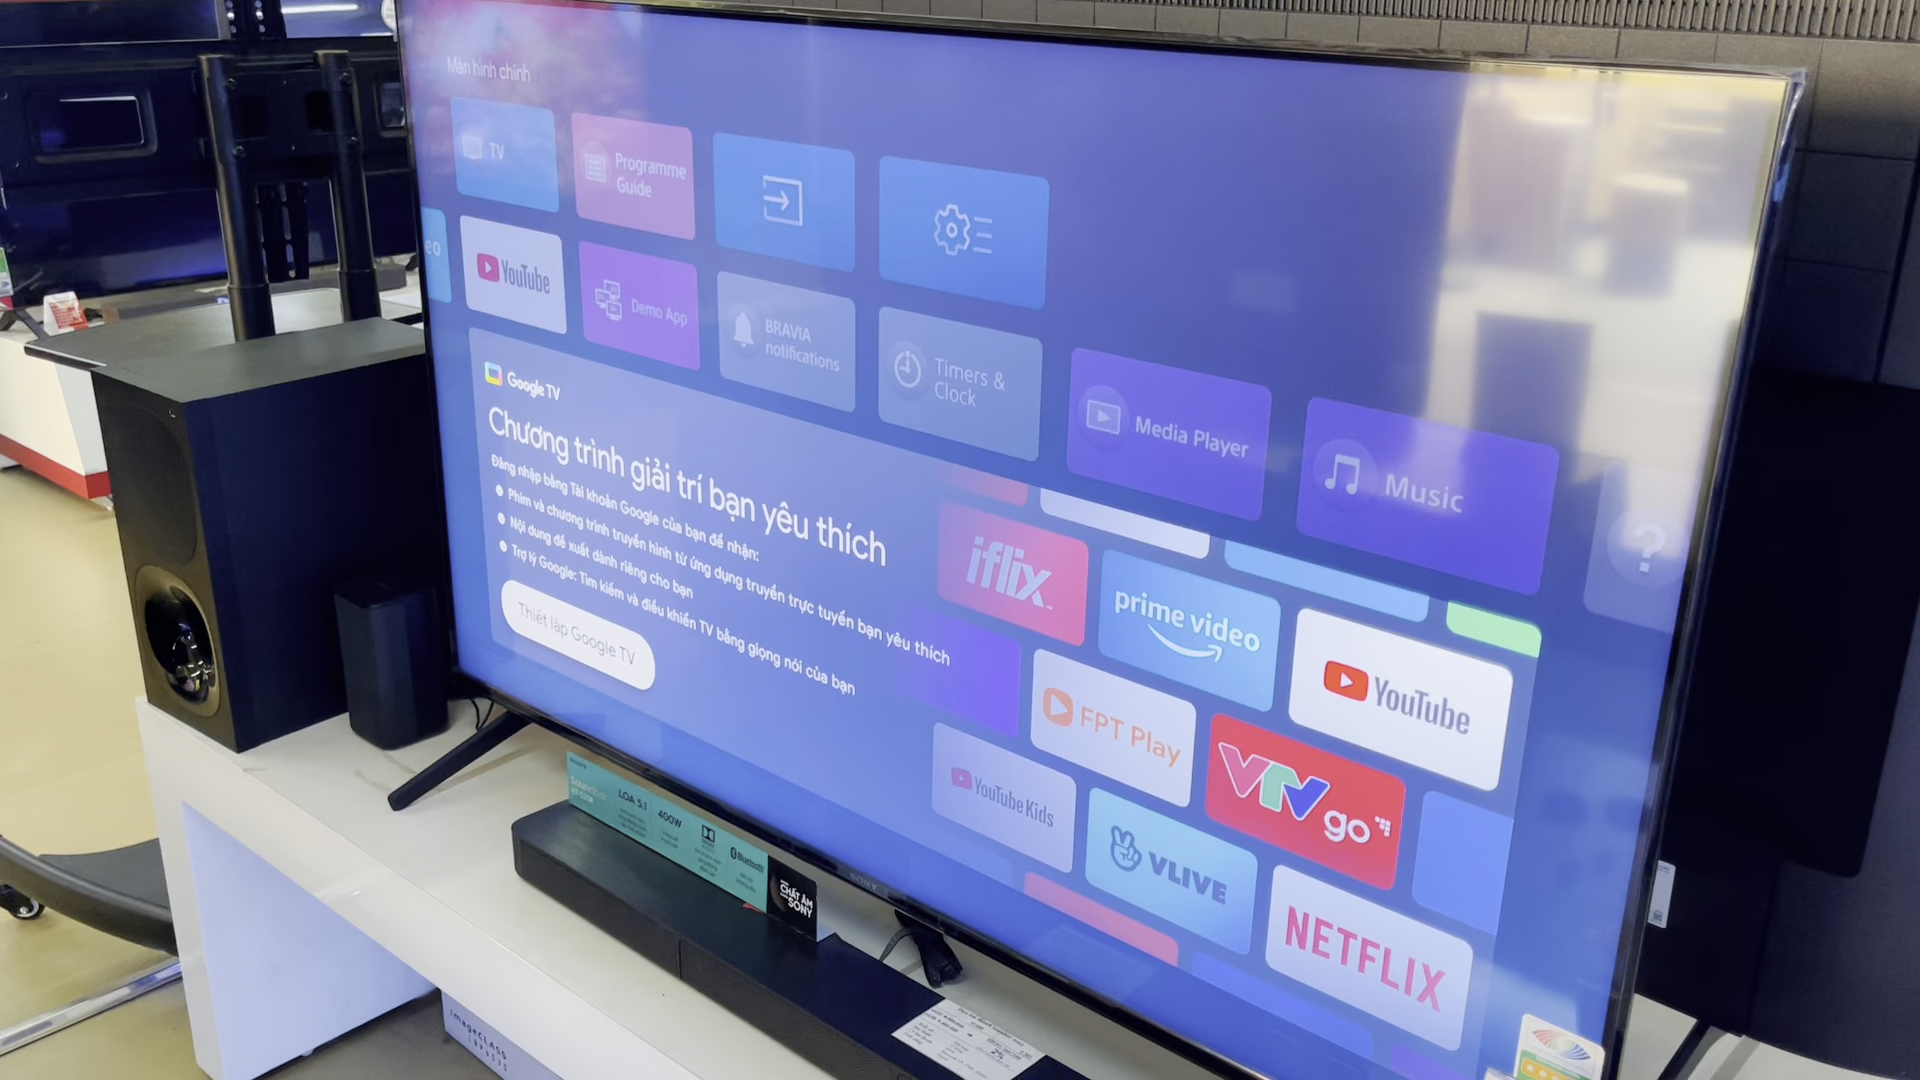 Màn hình chính
TV
Programme
Guide
eo
YouTube
Demo App
BRAVIA
notifications
Timers &
Clock
Media Player
Music
?
Google TV
Chương trình giải trí bạn yêu thích
Đăng nhập bằng Tài khoản Google của bạn để nhận:
Phim và chương trình truyền hình từ ứng dụng truyền trực tuyến bạn yêu thích
Nội dung đề xuất dành riêng cho bạn
Trợ lý Google: Tìm kiếm và điều khiển TV bằng giọng nói của bạn
Thiết lập Google TV
iflix
prime video
YouTube
FPT Play
VTV go
YouTube Kids
VLIVE
NETFLIX
SONY
LOA 5.1
400W
Bluetooth
CHẤT ÂM
SONY
imageCLASS
2%